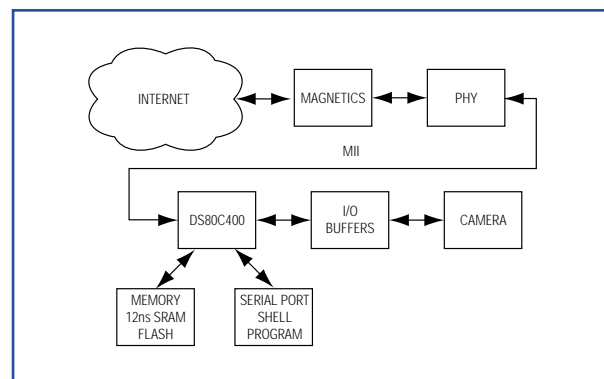 INTERNET
MAGNETICS
PHY
MII
DS80C400
I/O
BUFFERS
CAMERA
MEMORY
12ns SRAM
FLASH
SERIAL PORT
SHELL
PROGRAM